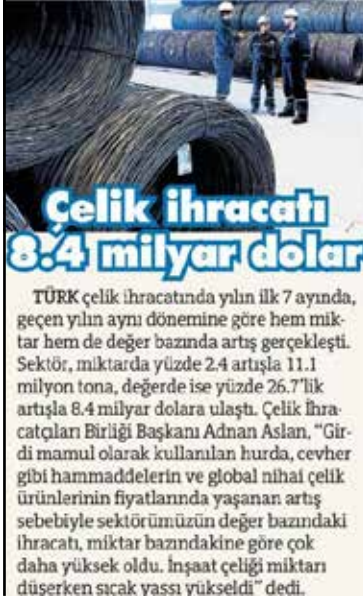 Çelik ihracatı
8.4 milyar dolar
TÜRK çelik ihracatında yılın ilk 7 ayında,
geçen yılın aynı dönemine göre hem mik-
tar hem de değer bazında artış gerçekleşti.
Sektör, miktarda yüzde 2.4 artışla 11.1
milyon tona, değerde ise yüzde 26.7'lik
artışla 8.4 milyar dolara ulaştı. Çelik İhra-
catçıları Birliği Başkanı Adnan Aslan, “Gir-
di mamul olarak kullanılan hurda, cevher
gibi hammaddelerin ve global nihai çelik
ürünlerinin fiyatlarında yaşanan artış
sebebiyle sektörümüzün değer bazındaki
ihracatı, miktar bazındakine göre çok
daha yüksek oldu. İnşaat çeliği miktarı
düşerken sıcak yassı yükseldi” dedi.